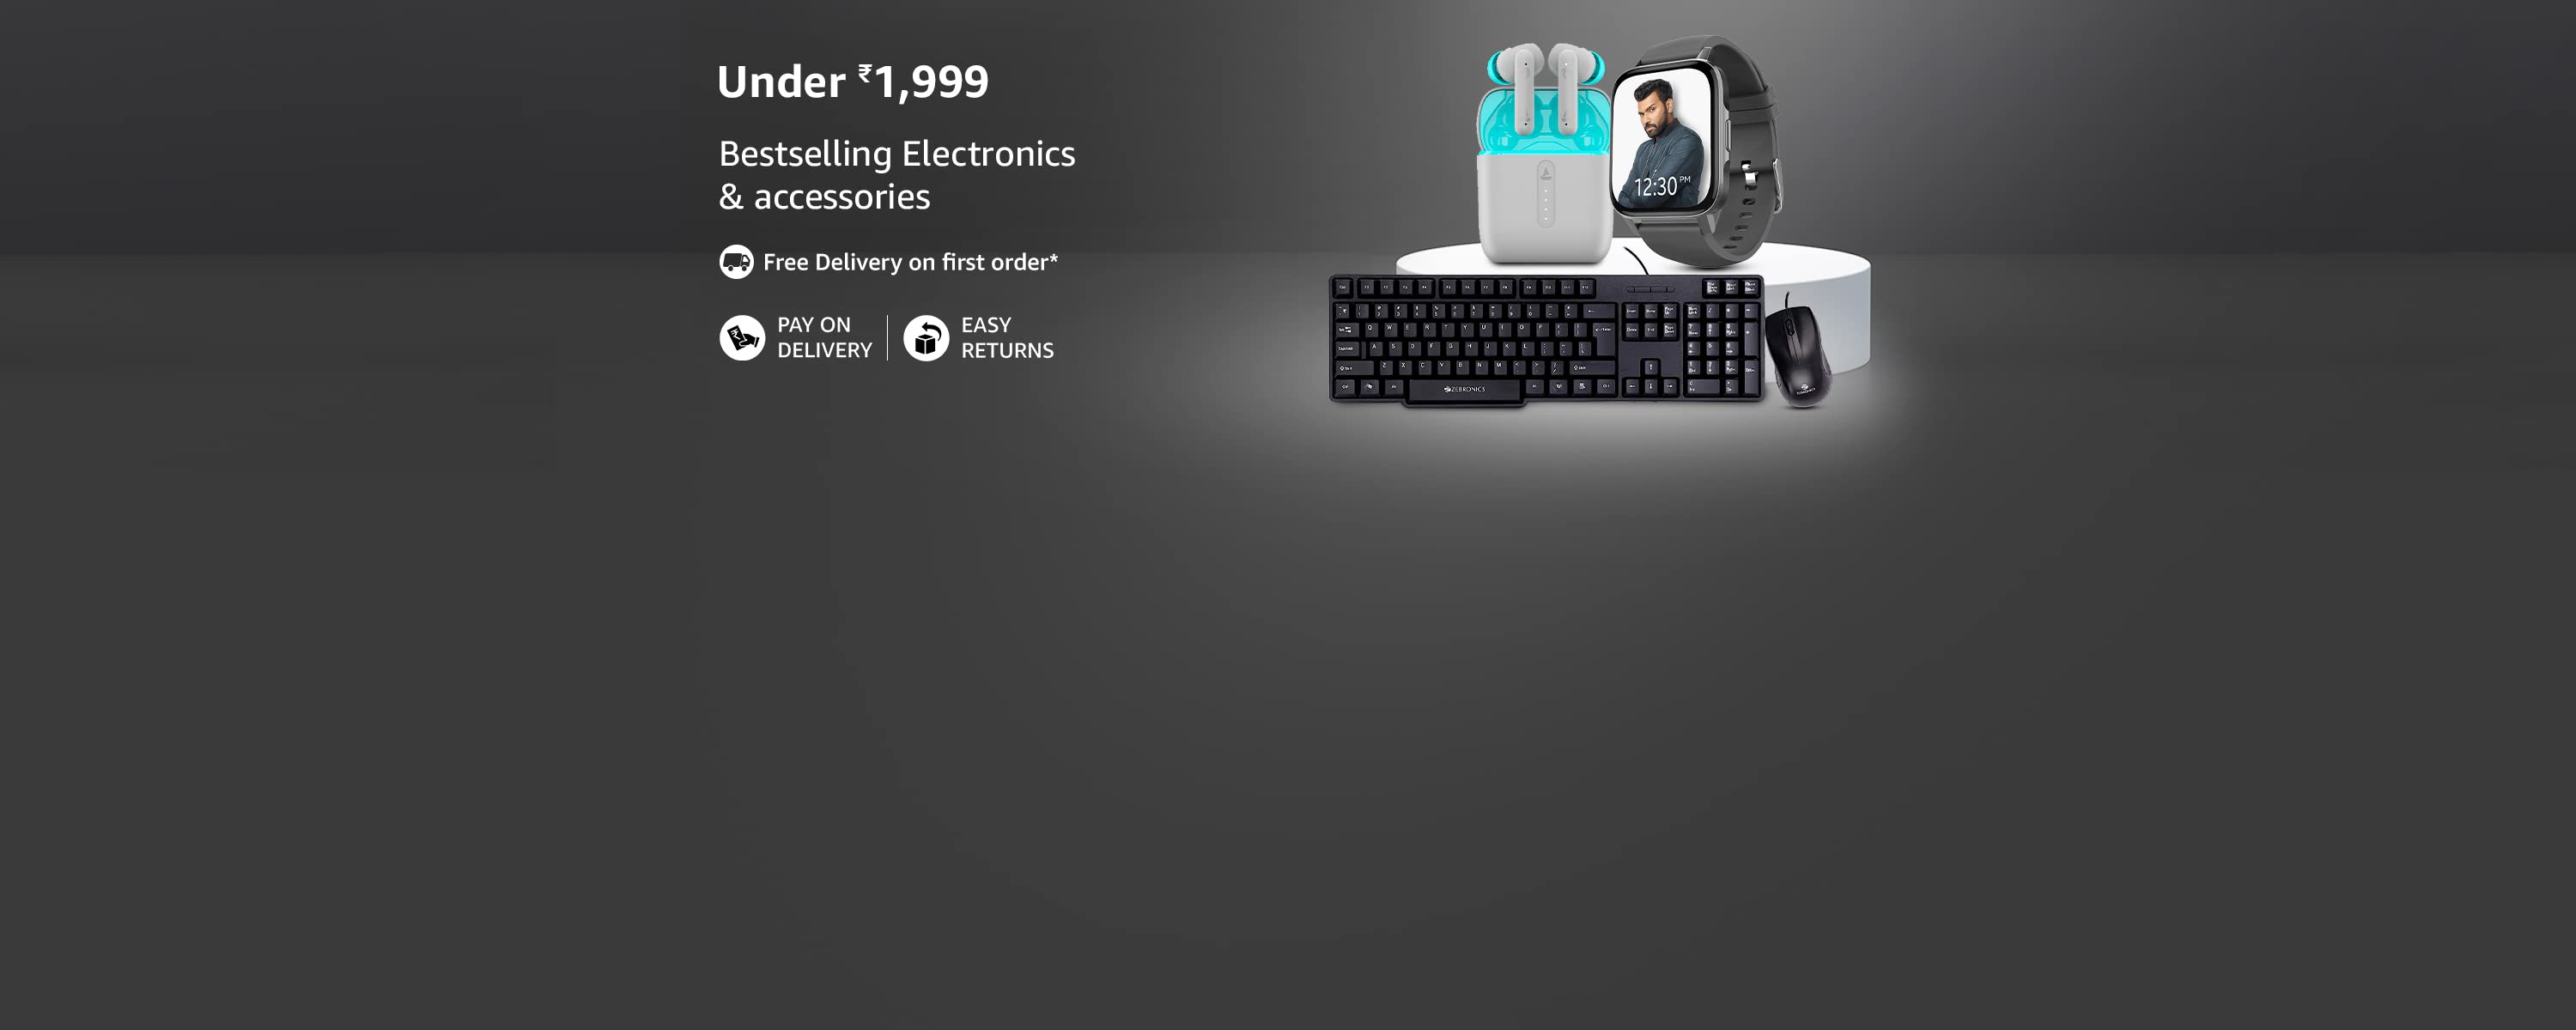 Under ₹1,999
Bestselling Electronics
& accessories
Free Delivery on first order*
PAY ON
DELIVERY
EASY
RETURNS
12:30 PM
Q W E R T Y U I O P
A S D F G H J K L
Z X C V B N M
ZEBRONICS